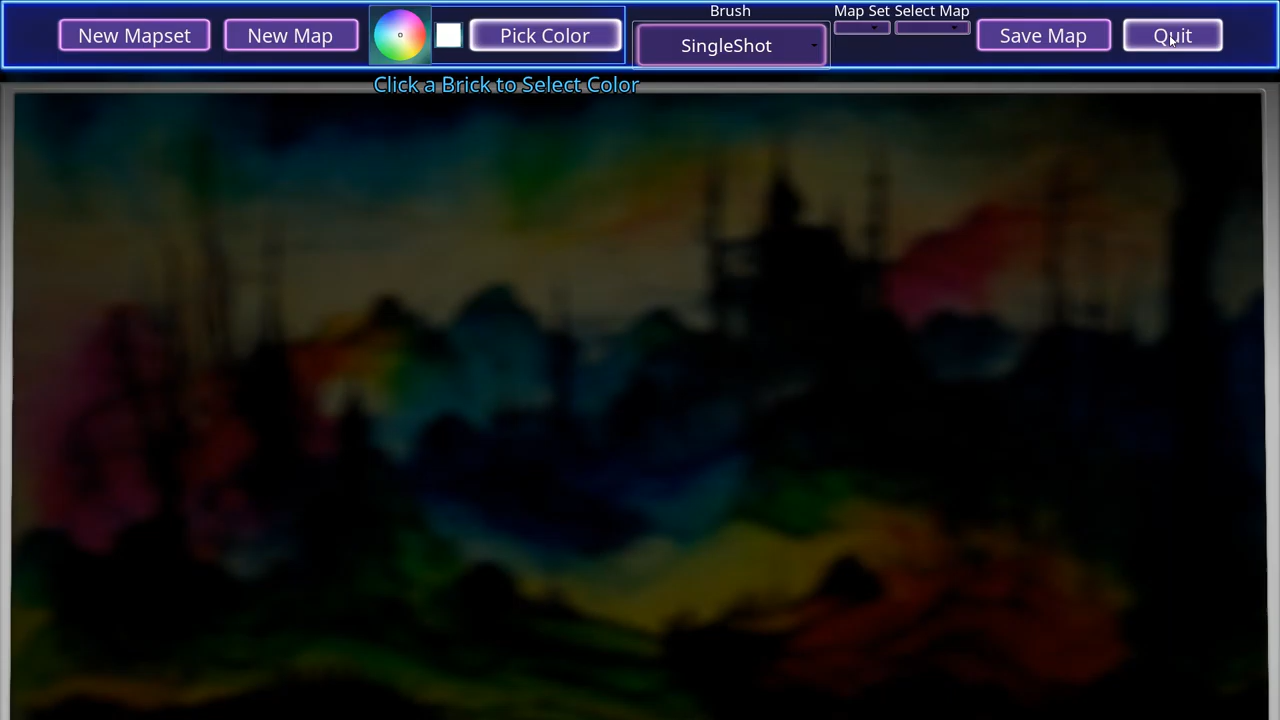 New Mapset
New Map
Pick Color
Brush
SingleShot
Map Set
Select Map
Save Map
Quit
Click a Brick to Select Color